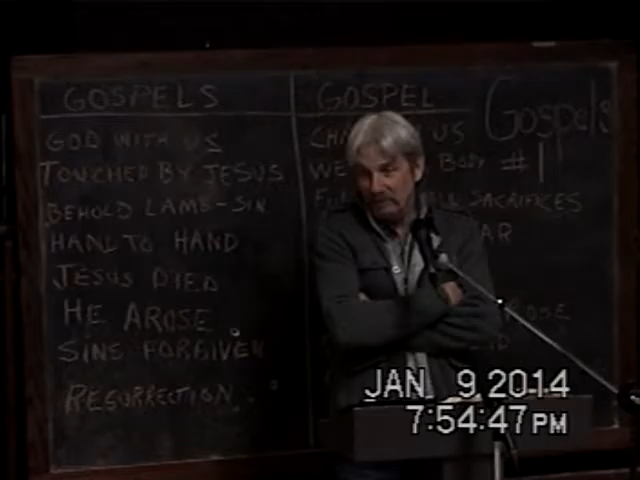 GOSPELS
GOD WITH US
TOUCHED BY JESUS
BEHOLD LAMB-SIN
HAND TO HAND
JESUS DIED
HE AROSE
SINS FORGIVEN
RESURRECTION
GOSPEL
US
WE BODY
SACRIFICES
Gospels
#1
JAN. 9 2014
7:54:47 PM